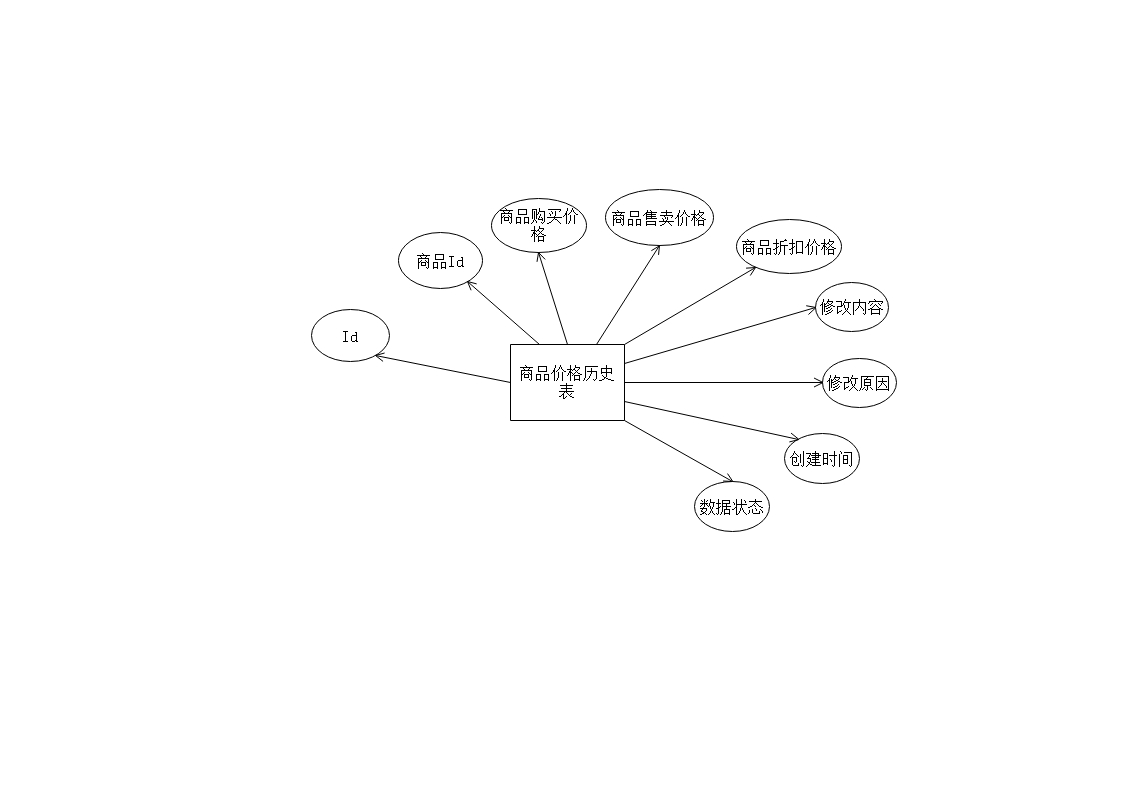 商品购买价
格
商品售卖价格
商品折扣价格
商品Id
修改内容
Id
商品价格历史
表
修改原因
创建时间
数据状态